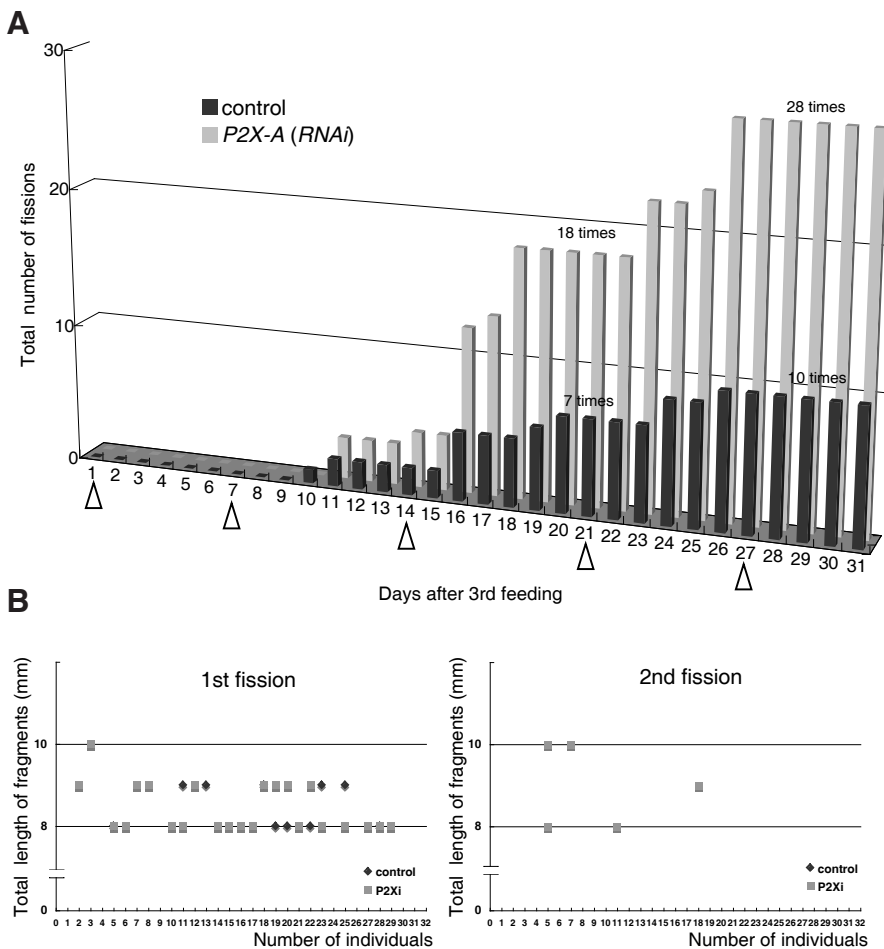 A
30
20
10
0
Total number of fissions
control
P2X-A (RNAi)
28 times
18 times
10 times
7 times
1 2 3 4 5 6 7 8 9 10 11 12 13 14 15 16 17 18 19 20 21 22 23 24 25 26 27 28 29 30 31
Days after 3rd feeding
B
Total length of fragments (mm)
1st fission
10
8
0
control
P2Xi
0 1 2 3 4 5 6 7 8 9 10 11 12 13 14 15 16 17 18 19 20 21 22 23 24 25 26 27 28 29 30 31 32
Number of individuals
Total length of fragments (mm)
2nd fission
10
8
0
control
P2Xi
0 1 2 3 4 5 6 7 8 9 10 11 12 13 14 15 16 17 18 19 20 21 22 23 24 25 26 27 28 29 30 31 32
Number of individuals